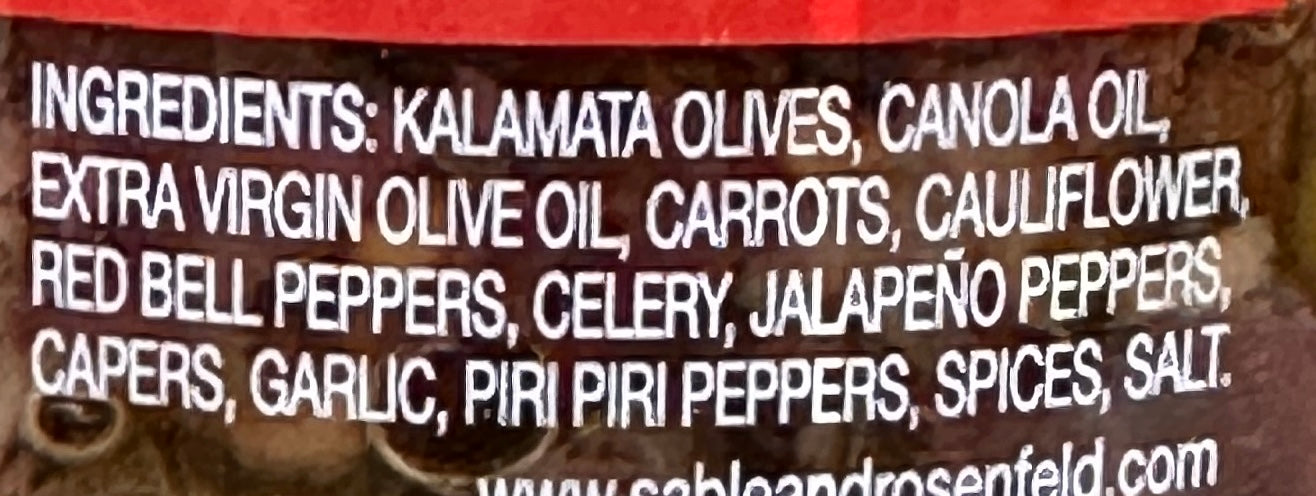 INGREDIENTS: KALAMATA OLIVES, CANOLA OIL,
EXTRA VIRGIN OLIVE OIL, CARROTS, CAULIFLOWER,
RED BELL PEPPERS, CELERY, JALAPEÑO PEPPERS,
CAPERS, GARLIC, PIRI PIRI PEPPERS, SPICES, SALT.
www.sableandrosenfeld.com